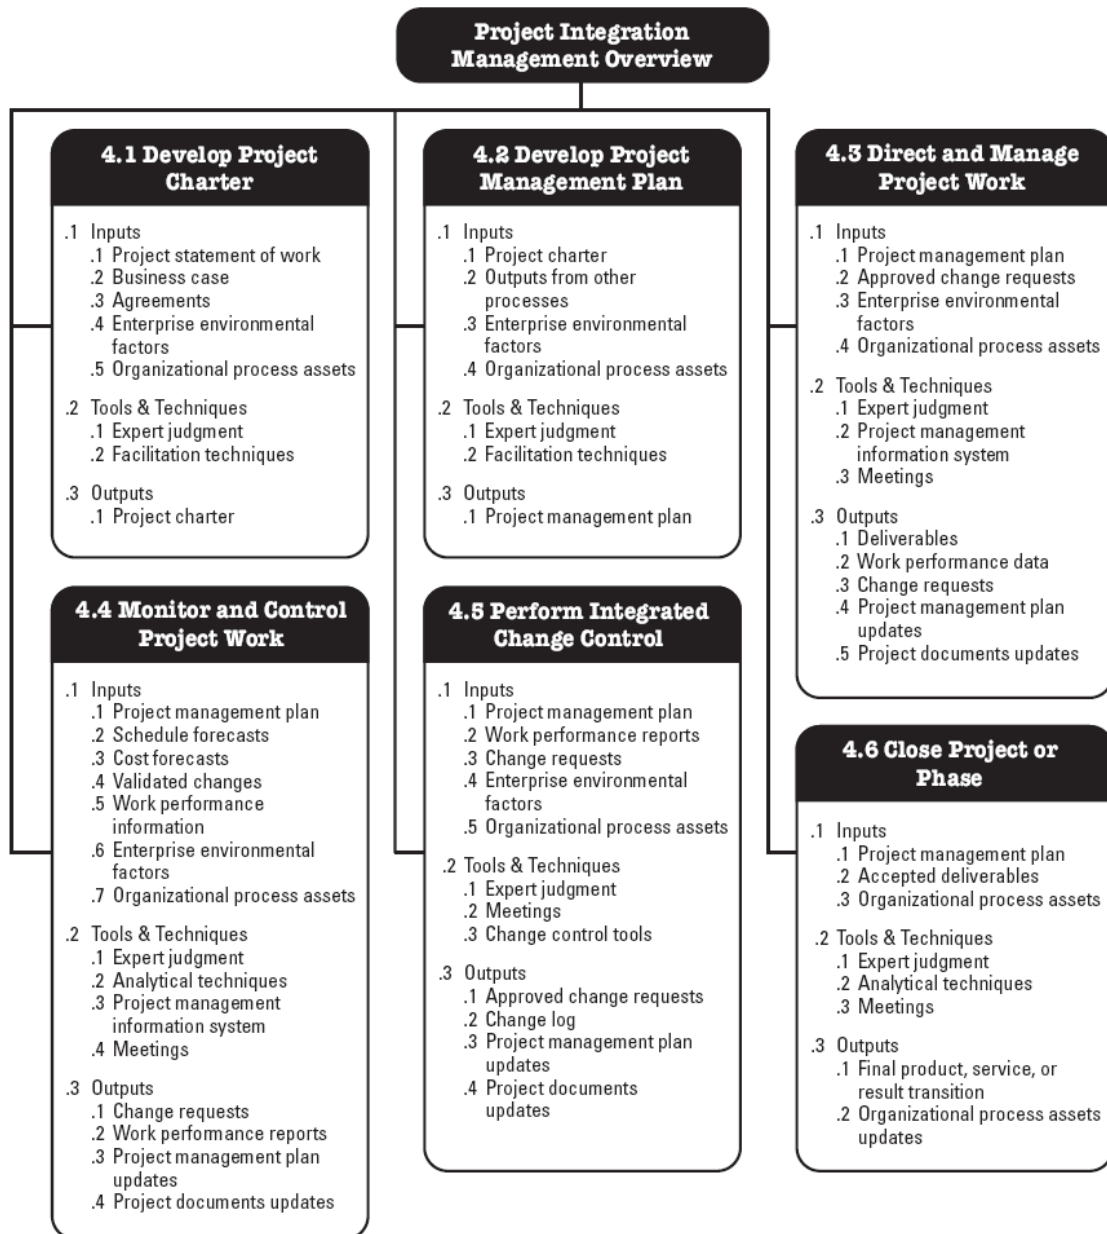 Project Integration
Management Overview
4.1 Develop Project
Charter
.1 Inputs
.1 Project statement of work
.2 Business case
.3 Agreements
.4 Enterprise environmental
factors
.5 Organizational process assets
.2 Tools & Techniques
.1 Expert judgment
.2 Facilitation techniques
.3 Outputs
.1 Project charter
4.2 Develop Project
Management Plan
.1 Inputs
.1 Project charter
.2 Outputs from other
processes
.3 Enterprise environmental
factors
.4 Organizational process assets
.2 Tools & Techniques
.1 Expert judgment
.2 Facilitation techniques
.3 Outputs
.1 Project management plan
4.3 Direct and Manage
Project Work
.1 Inputs
.1 Project management plan
.2 Approved change requests
.3 Enterprise environmental
factors
.4 Organizational process assets
.2 Tools & Techniques
.1 Expert judgment
.2 Project management
information system
.3 Meetings
.3 Outputs
.1 Deliverables
.2 Work performance data
.3 Change requests
.4 Project management plan
updates
.5 Project documents updates
4.4 Monitor and Control
Project Work
.1 Inputs
.1 Project management plan
.2 Schedule forecasts
.3 Cost forecasts
.4 Validated changes
.5 Work performance
information
.6 Enterprise environmental
factors
.7 Organizational process assets
.2 Tools & Techniques
.1 Expert judgment
.2 Analytical techniques
.3 Project management
information system
.4 Meetings
.3 Outputs
.1 Change requests
.2 Work performance reports
.3 Project management plan
updates
.4 Project documents updates
4.5 Perform Integrated
Change Control
.1 Inputs
.1 Project management plan
.2 Work performance reports
.3 Change requests
.4 Enterprise environmental
factors
.5 Organizational process assets
.2 Tools & Techniques
.1 Expert judgment
.2 Meetings
.3 Change control tools
.3 Outputs
.1 Approved change requests
.2 Change log
.3 Project management plan
updates
.4 Project documents
updates
4.6 Close Project or
Phase
.1 Inputs
.1 Project management plan
.2 Accepted deliverables
.3 Organizational process assets
.2 Tools & Techniques
.1 Expert judgment
.2 Analytical techniques
.3 Meetings
.3 Outputs
.1 Final product, service, or
result transition
.2 Organizational process assets
updates